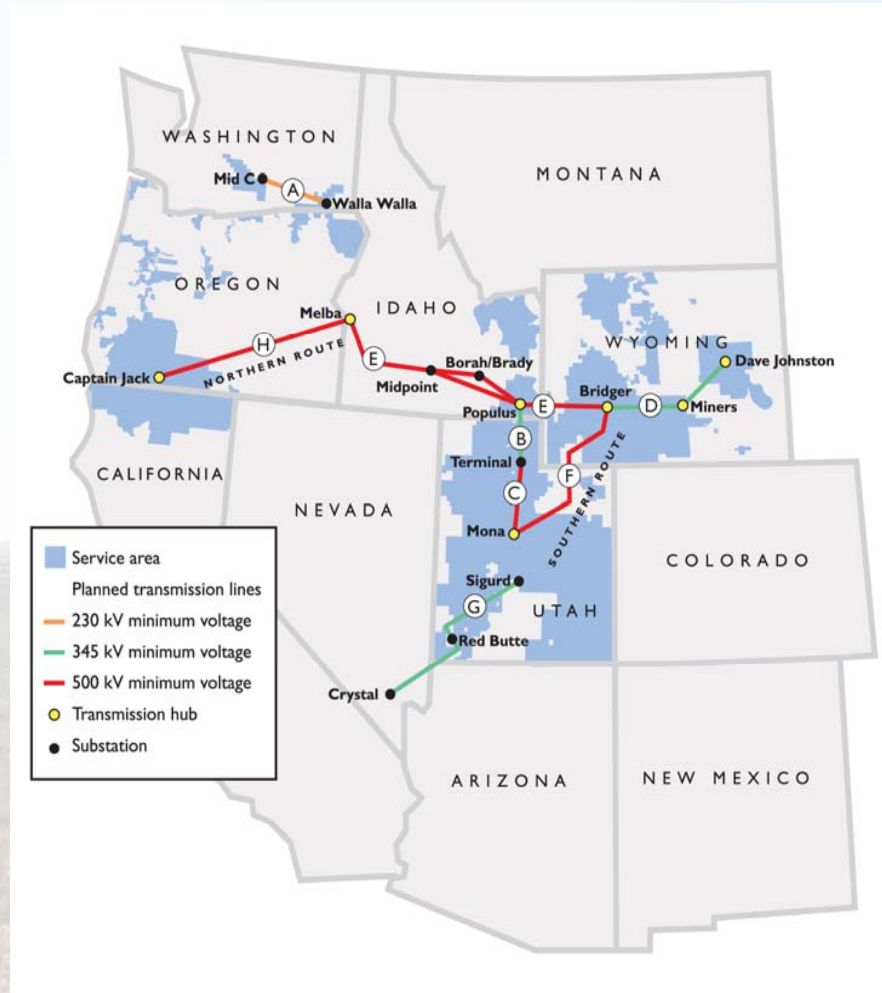 WASHINGTON
MONTANA
Mid C
A
Walla Walla
OREGON
IDAHO
Melba
WYOMING
H
NORTHERN ROUTE
E
Borah/Brady
Dave Johnston
Captain Jack
Midpoint
Bridger
Populus
E
D
Miners
B
CALIFORNIA
Terminal
F
SOUTHERN ROUTE
C
NEVADA
Mona
COLORADO
Sigurd
G
UTAH
Red Butte
Crystal
ARIZONA
NEW MEXICO
Service area
Planned transmission lines
230 kV minimum voltage
345 kV minimum voltage
500 kV minimum voltage
Transmission hub
Substation